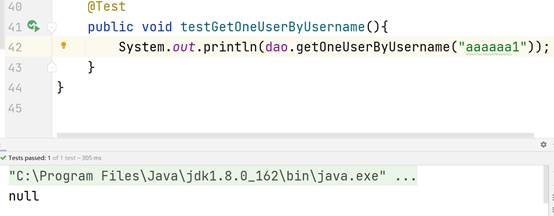 40 @Test
41 public void testGetOneUserByUsername(){
42 System.out.println(dao.getOneUserByUsername("aaaaaa1"));
43 }
44 }
45
Tests passed: 1 of 1 test – 305 ms
"C:\Program Files\Java\jdk1.8.0_162\bin\java.exe" ...
null